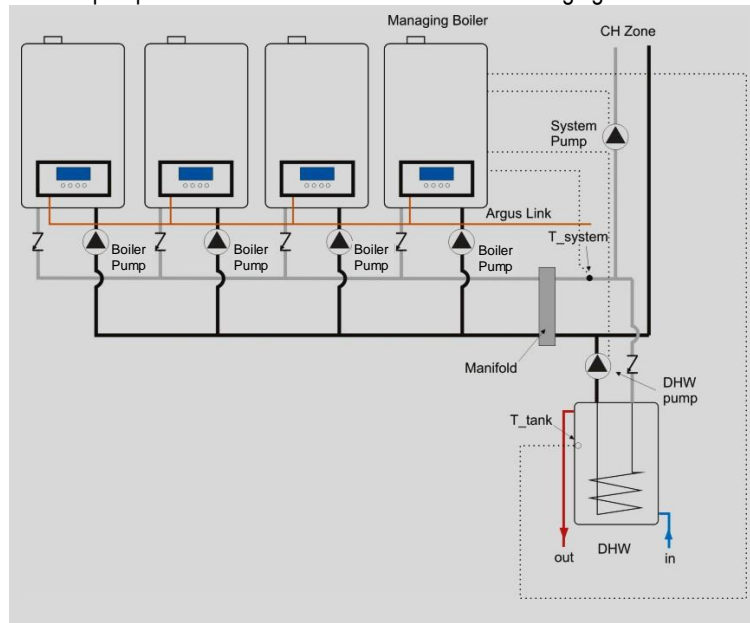 Managing Boiler
CH Zone
System
Pump
Argus Link
T_system
Boiler
Pump
Boiler
Pump
Boiler
Pump
Boiler
Pump
Manifold
DHW
pump
T_tank
out
DHW
in